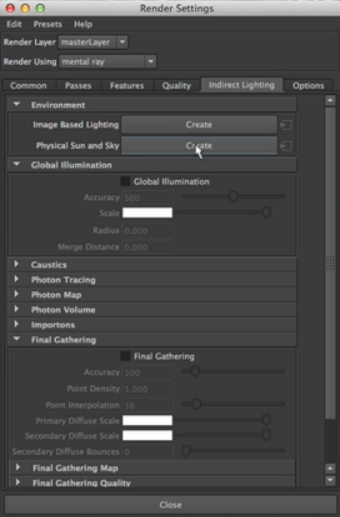 Render Settings
Edit Presets Help
Render Layer masterLayer
Render Using mental ray
Common Passes Features Quality Indirect Lighting Options
Environment
Image Based Lighting Create
Physical Sun and Sky Create
Global Illumination
Global Illumination
Accuracy 500
Scale
Radius 0.000
Merge Distance 0.000
Caustics
Photon Tracing
Photon Map
Photon Volume
Importons
Final Gathering
Final Gathering
Accuracy 100
Point Density 1.000
Point Interpolation 10
Primary Diffuse Scale
Secondary Diffuse Scale
Secondary Diffuse Bounces 0
Final Gathering Map
Final Gathering Quality
Close